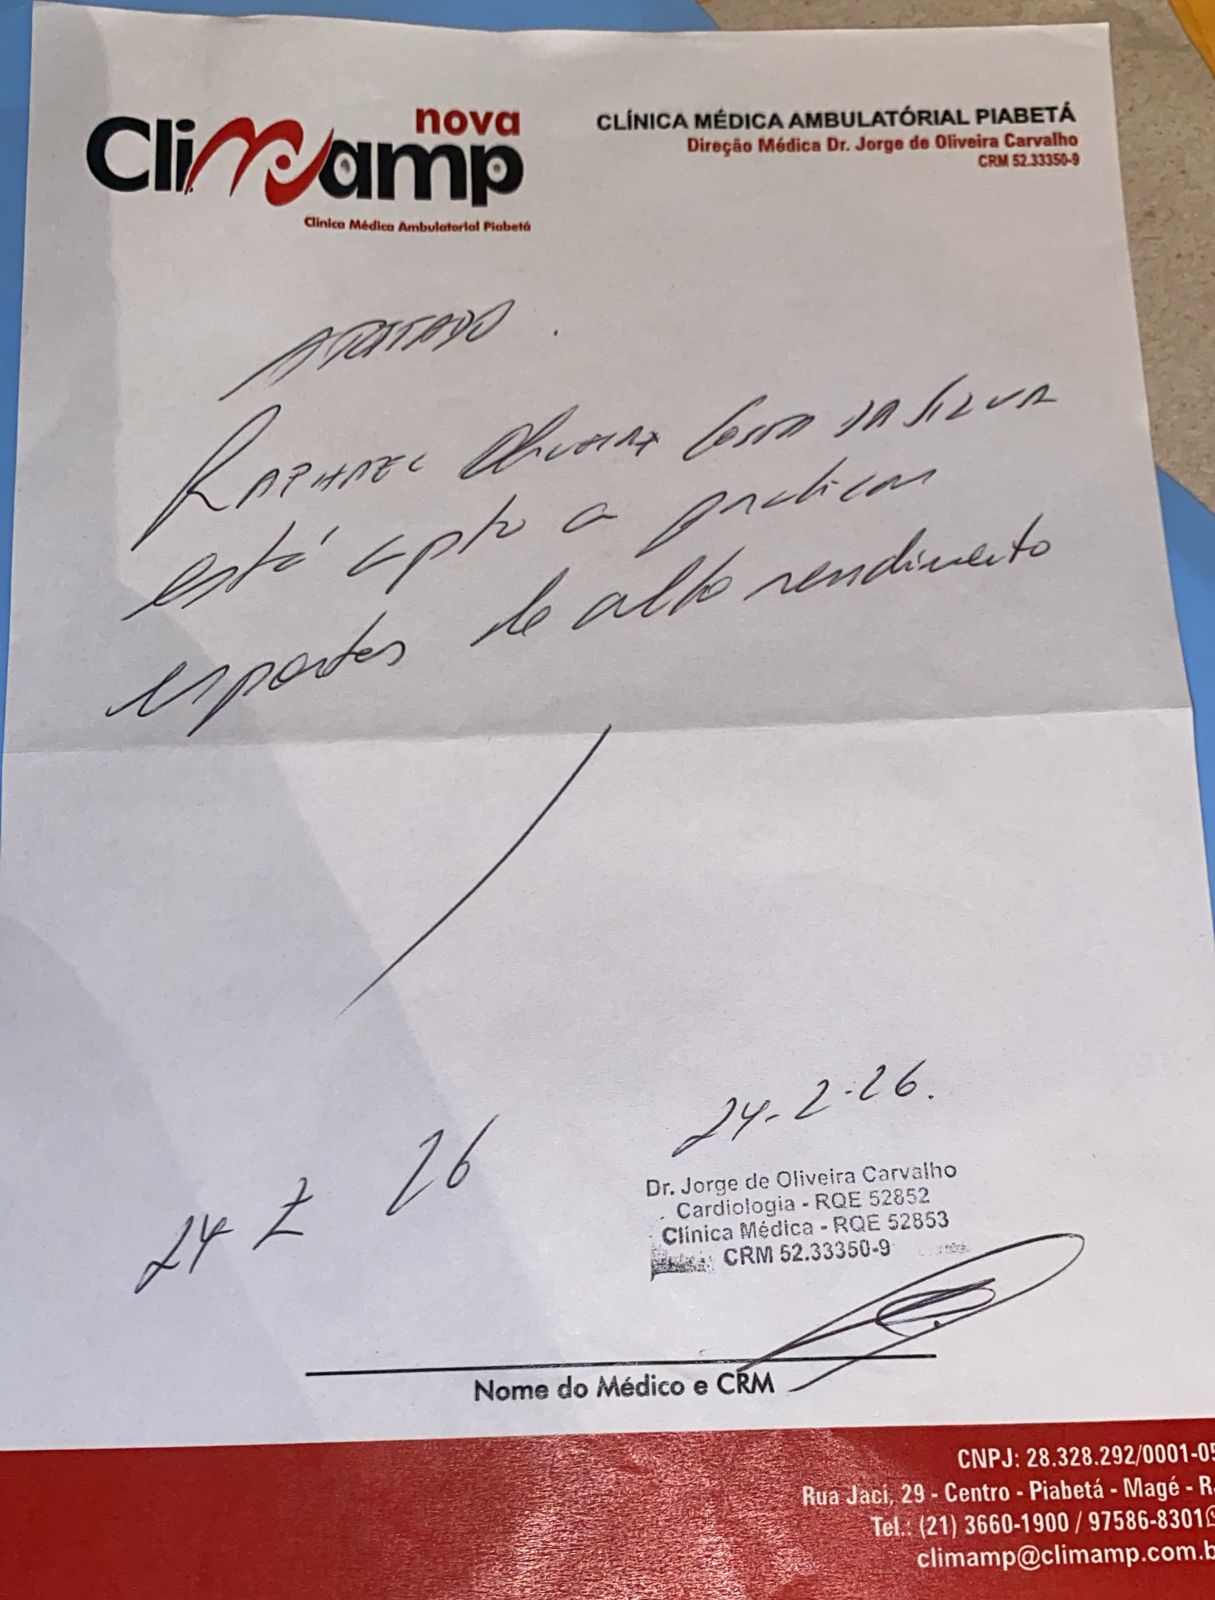 nova
Climamp
Clínica Médica Ambulatorial Piabetá
CLÍNICA MÉDICA AMBULATÓRIAL PIABETÁ
Direção Médica Dr. Jorge de Oliveira Carvalho
CRM 52.33350-9
ATESTADO.
RAPHAEL Oliveira Costa DA SILVA
está apto a praticar
esportes de alto rendimento
24-2-26.
24 2 26
Dr. Jorge de Oliveira Carvalho
Cardiologia - RQE 52852
Clínica Médica - RQE 52853
CRM 52.33350-9
Nome do Médico e CRM
CNPJ: 28.328.292/0001-05
Rua Jaci, 29 - Centro - Piabetá - Magé - R
Tel.: (21) 3660-1900 / 97586-8301
climamp@climamp.com.b